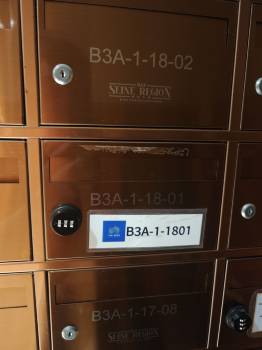 B3A-1-18-02
SEINE REGION
B3A-1-18-01
B3A-1-1801
B3A-1-17-08
SEINE REGION